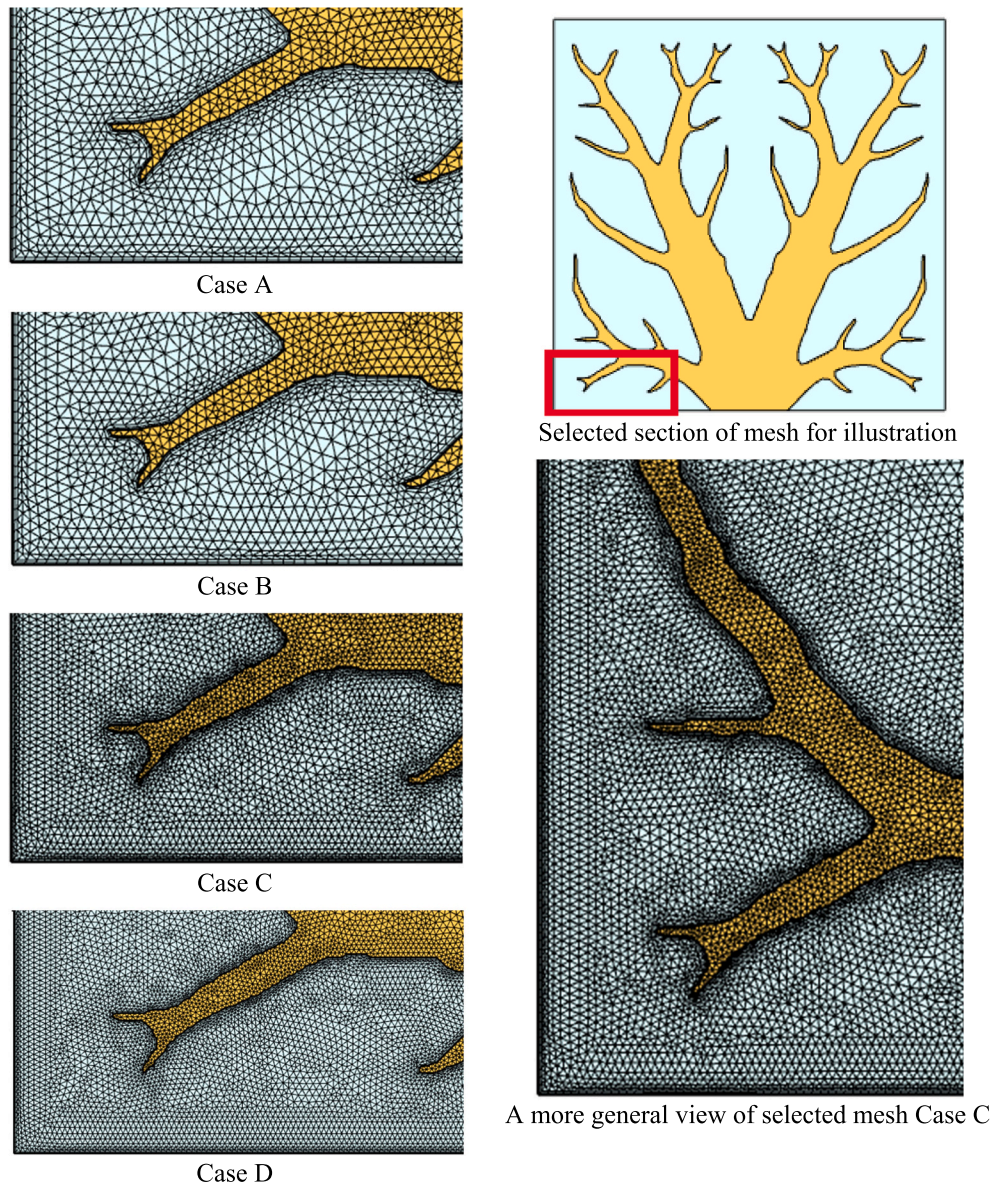 Case A
Case B
Case C
Case D
Selected section of mesh for illustration
A more general view of selected mesh Case C